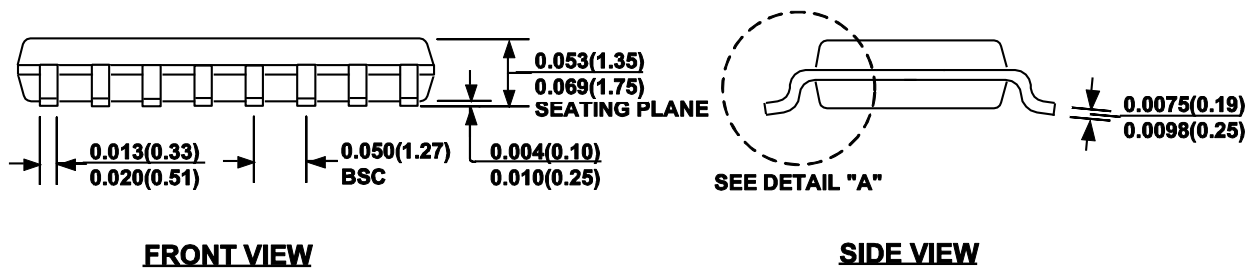 0.053(1.35)
0.069(1.75)
SEATING PLANE
0.013(0.33)
0.020(0.51)
0.050(1.27)
BSC
0.004(0.10)
0.010(0.25)
FRONT VIEW
0.0075(0.19)
0.0098(0.25)
SEE DETAIL "A"
SIDE VIEW